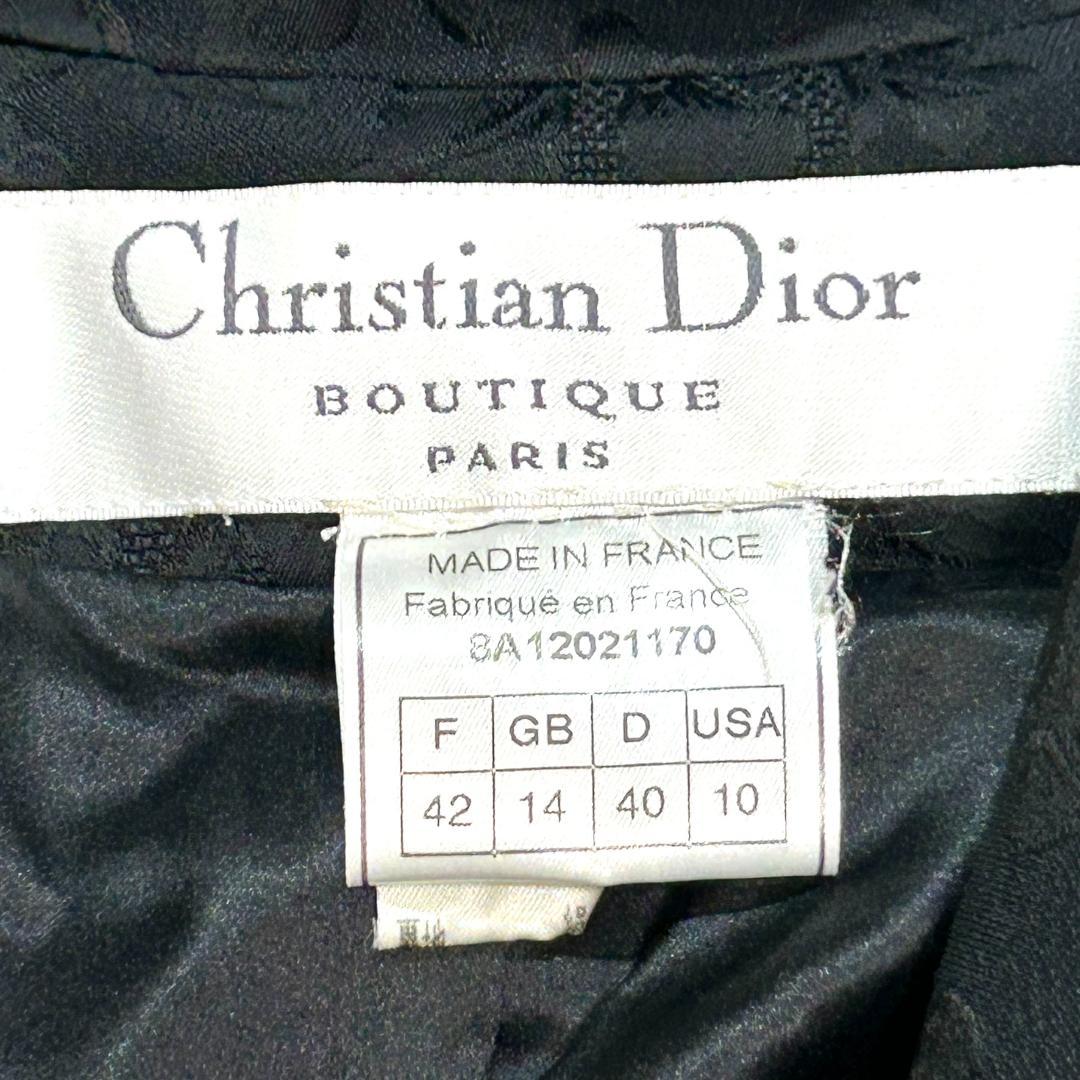 Christian Dior
BOUTIQUE
PARIS
MADE IN FRANCE
Fabriqué en France
8A12021170
F GB D USA
42 14 40 10